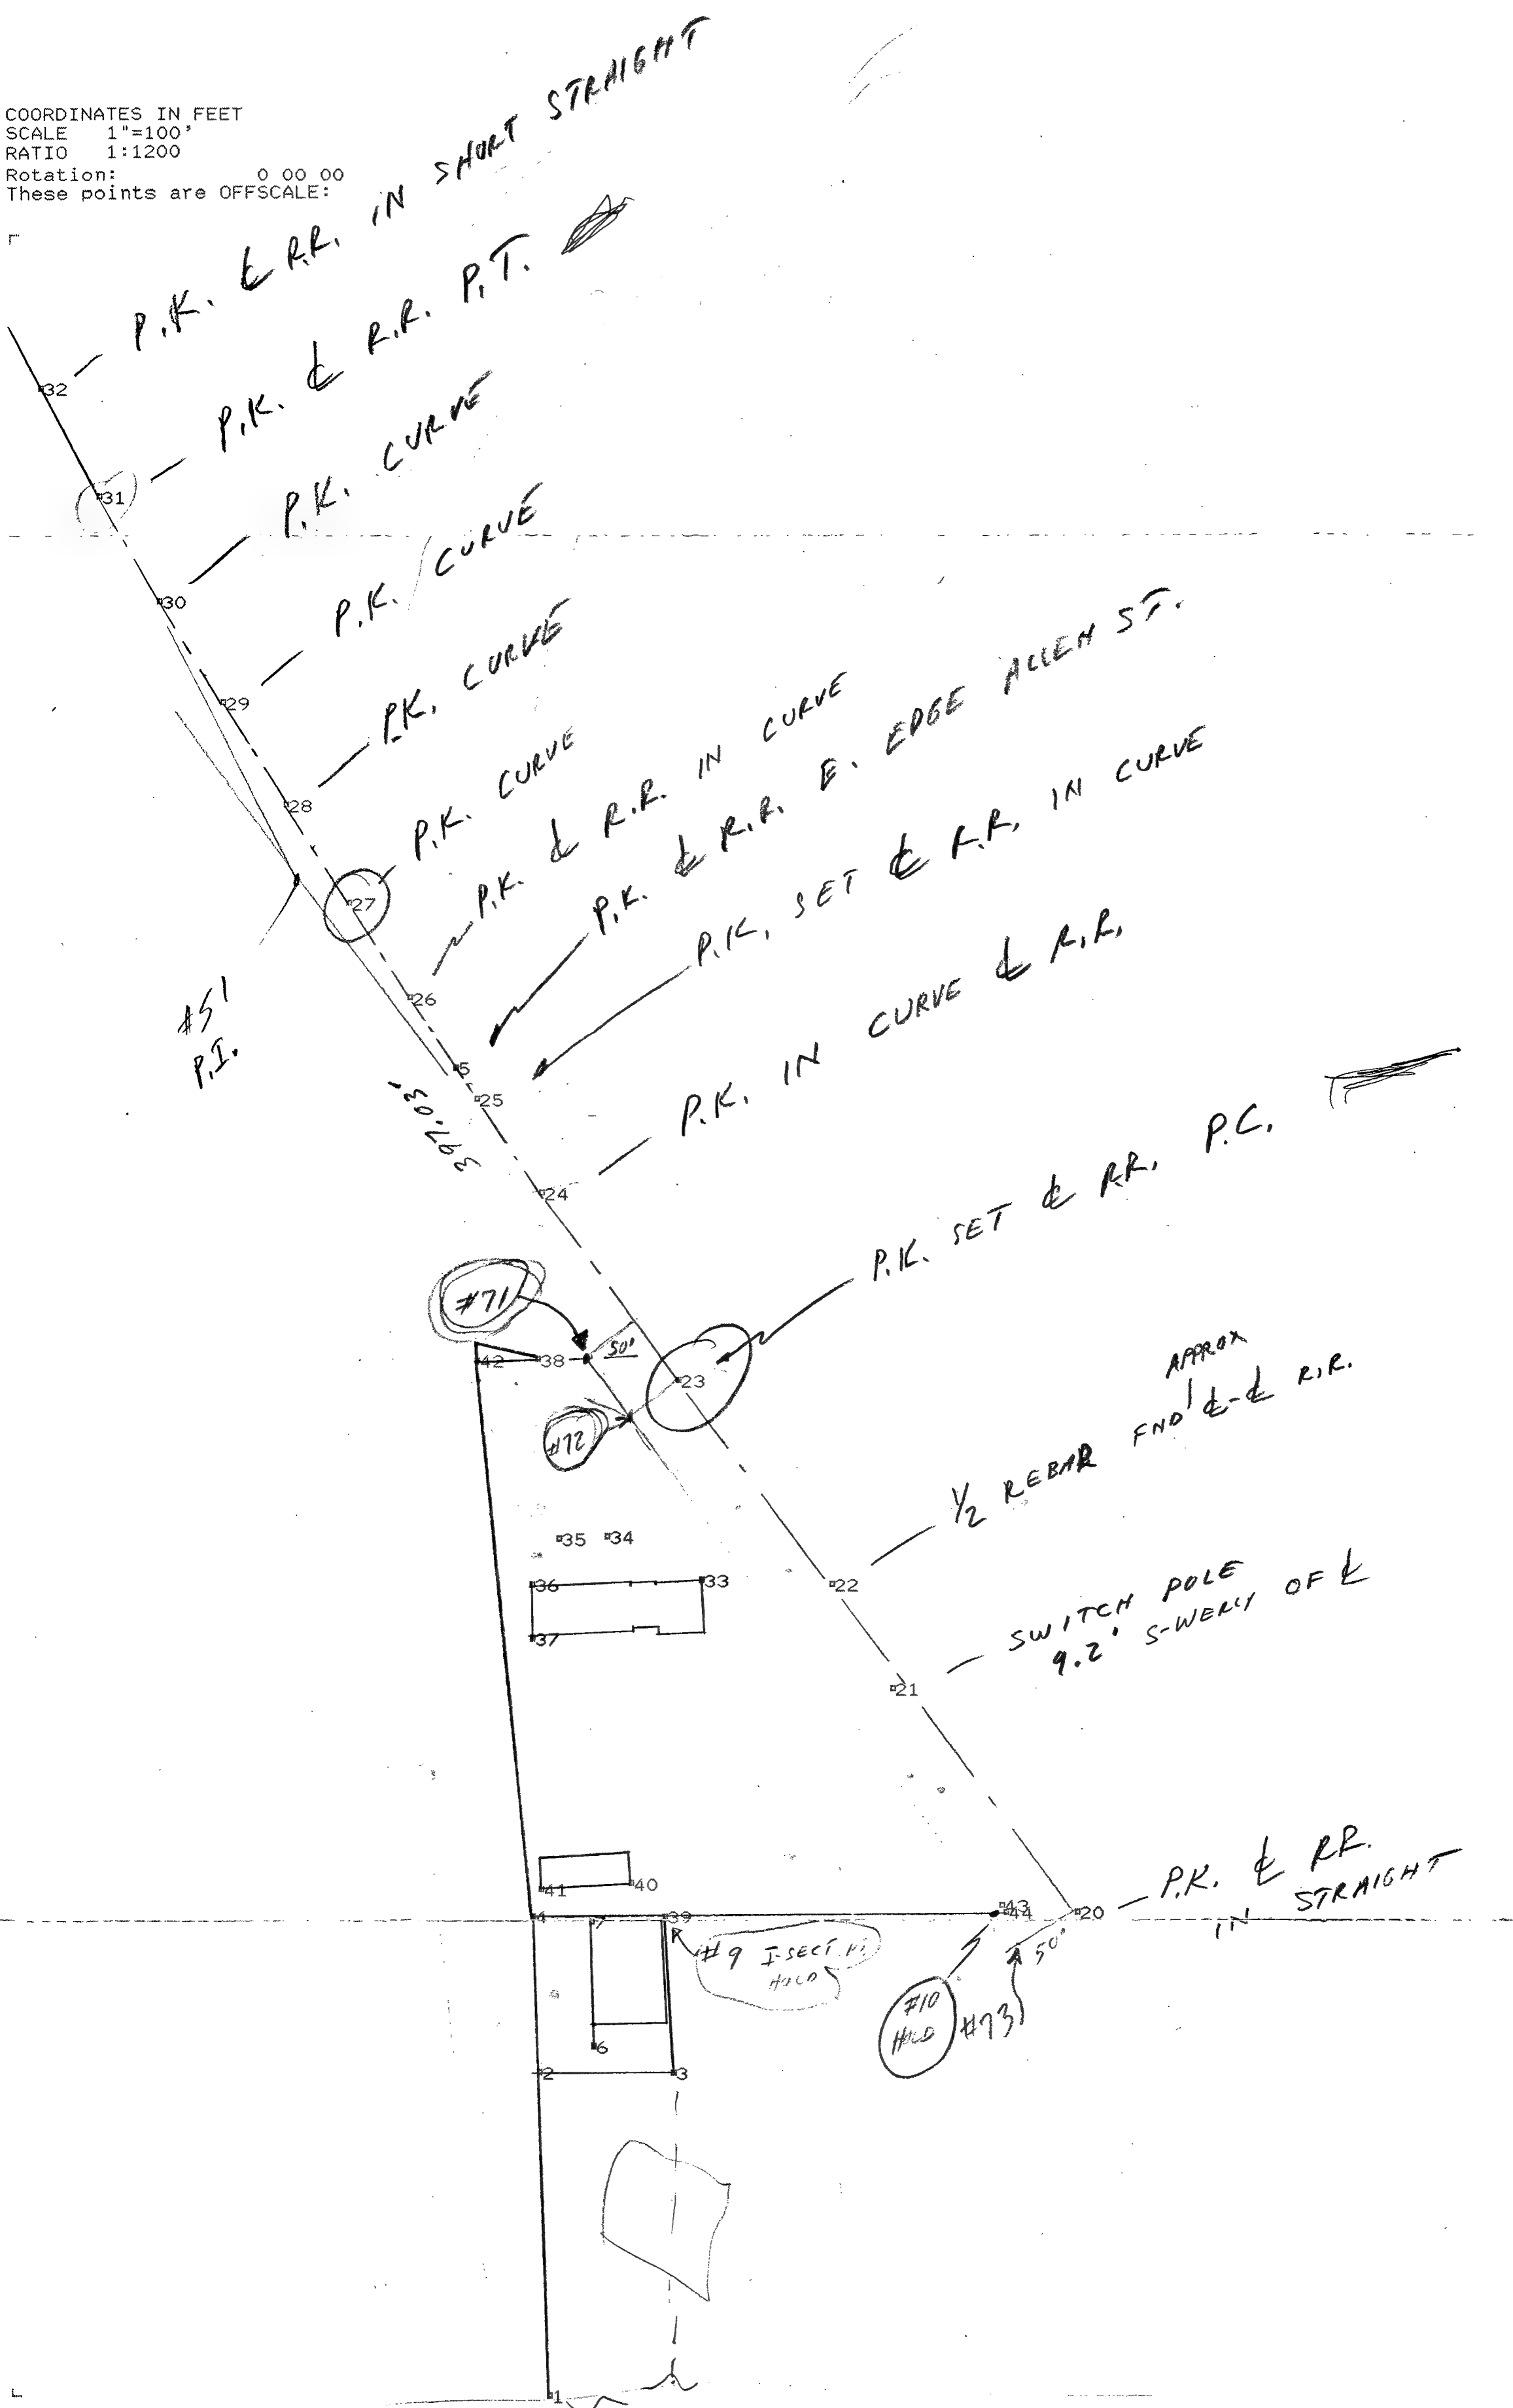 COORDINATES IN FEET
SCALE 1"=100'
RATIO 1:1200
Rotation: 0 00 00
These points are OFFSCALE:
P.K. ℄ R.R. IN SHORT STRAIGHT
32
P.K. ℄ R.R. P.T.
31
P.K. CURVE
30
P.K. CURVE
29
P.K. CURVE
28
P.K. CURVE
27
P.K. ℄ R.R. IN CURVE
26
P.K. ℄ R.R. E. EDGE ALLEN ST.
5
P.K. SET ℄ R.R. IN CURVE
25
#51
P.I.
397.03'
P.K. IN CURVE ℄ R.R.
24
P.K. SET ℄ R.R. P.C.
#71
50'
42
38
23
#72
APPROX
1/2 REBAR FND ℄-℄ R.R.
35
34
36
33
22
37
SWITCH POLE
9.2' S-WERLY OF ℄
21
41
40
P.K. ℄ RR.
IN STRAIGHT
4
7
39
43
44
20
#9 I-SECT
HOLD
50'
#10
HOLD
#73
6
2
3
1